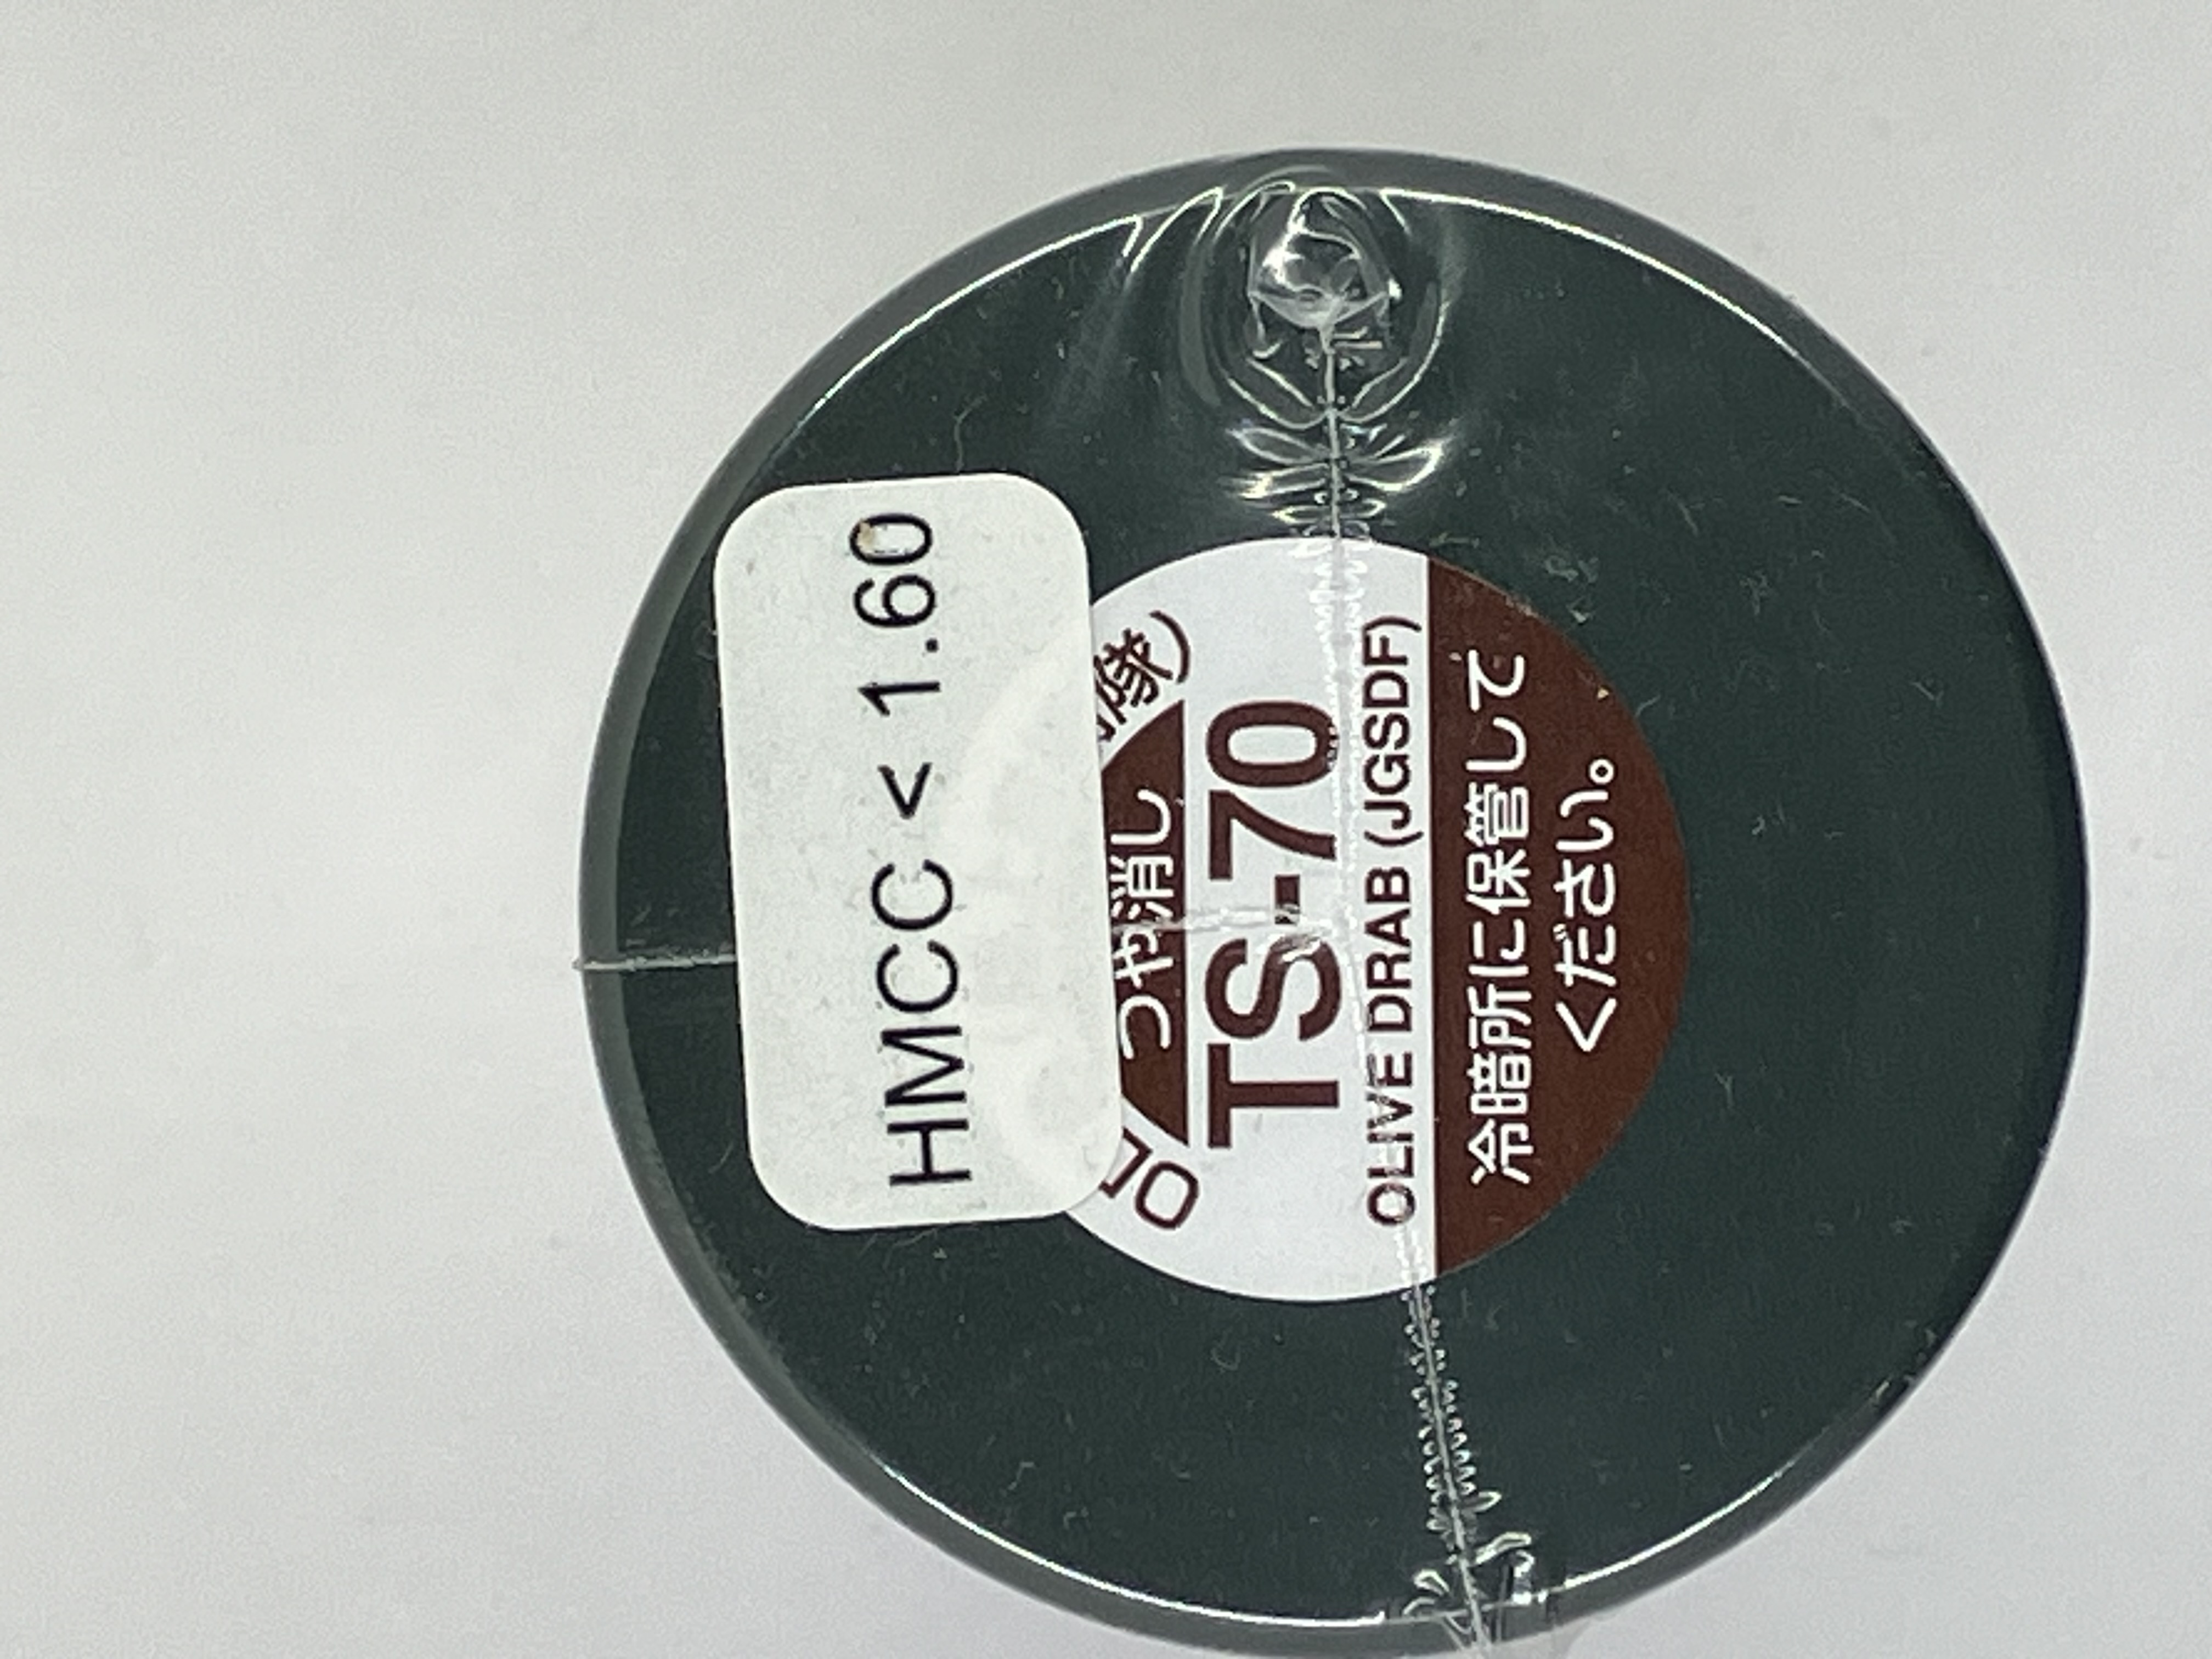 HMCC < 1.60
つや消し
TS-70
OLIVE DRAB (JGSDF)
冷暗所に保管して
ください。